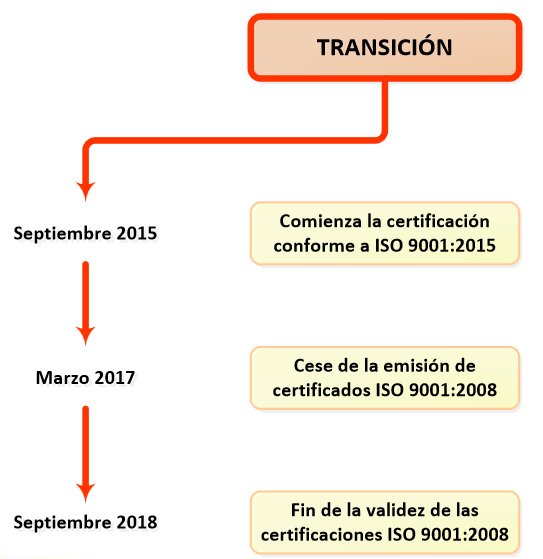 TRANSICIÓN
Septiembre 2015
Comienza la certificación
conforme a ISO 9001:2015
Marzo 2017
Cese de la emisión de
certificados ISO 9001:2008
Septiembre 2018
Fin de la validez de las
certificaciones ISO 9001:2008